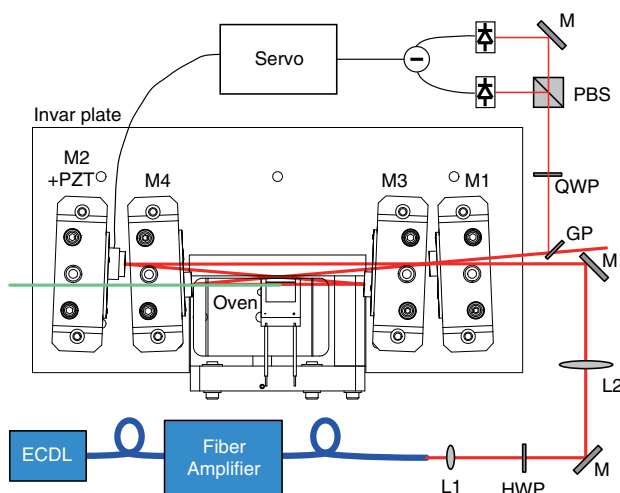 M
Servo
−
PBS
Invar plate
M2
+PZT
M4
M3
M1
QWP
GP
M
Oven
L2
ECDL
Fiber
Amplifier
L1
HWP
M